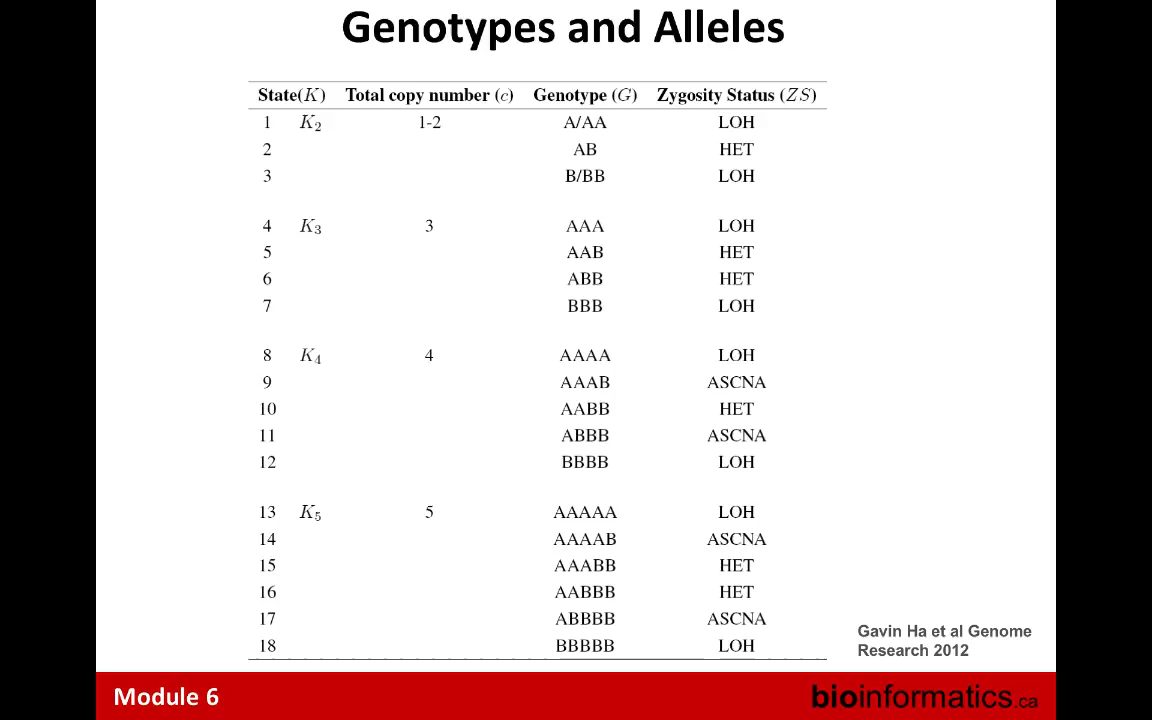 Genotypes and Alleles
State(K) Total copy number (c) Genotype (G) Zygosity Status (ZS)
1 K2 1-2 A/AA LOH
2 AB HET
3 B/BB LOH
4 K3 3 AAA LOH
5 AAB HET
6 ABB HET
7 BBB LOH
8 K4 4 AAAA LOH
9 AAAB ASCNA
10 AABB HET
11 ABBB ASCNA
12 BBBB LOH
13 K5 5 AAAAA LOH
14 AAAAB ASCNA
15 AAABB HET
16 AABBB HET
17 ABBBB ASCNA
18 BBBBB LOH
Gavin Ha et al Genome
Research 2012
Module 6
bioinformatics.ca